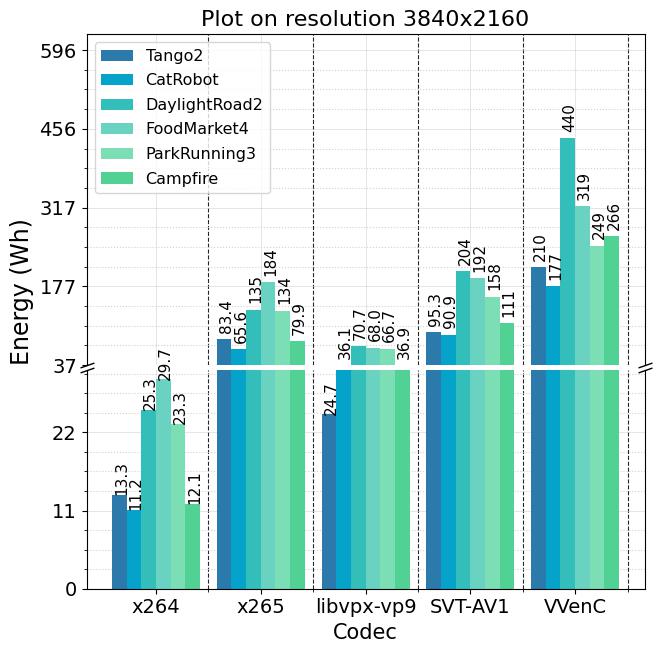 Plot on resolution 3840x2160
Energy (Wh)
596
456
317
177
37
22
11
0
Tango2
CatRobot
DaylightRoad2
FoodMarket4
ParkRunning3
Campfire
13.3
11.2
25.3
29.7
23.3
12.1
83.4
65.6
135
184
134
79.9
24.7
36.1
70.7
68.0
66.7
36.9
95.3
90.9
204
192
158
111
210
177
440
319
249
266
x264
x265
libvpx-vp9
SVT-AV1
VVenC
Codec